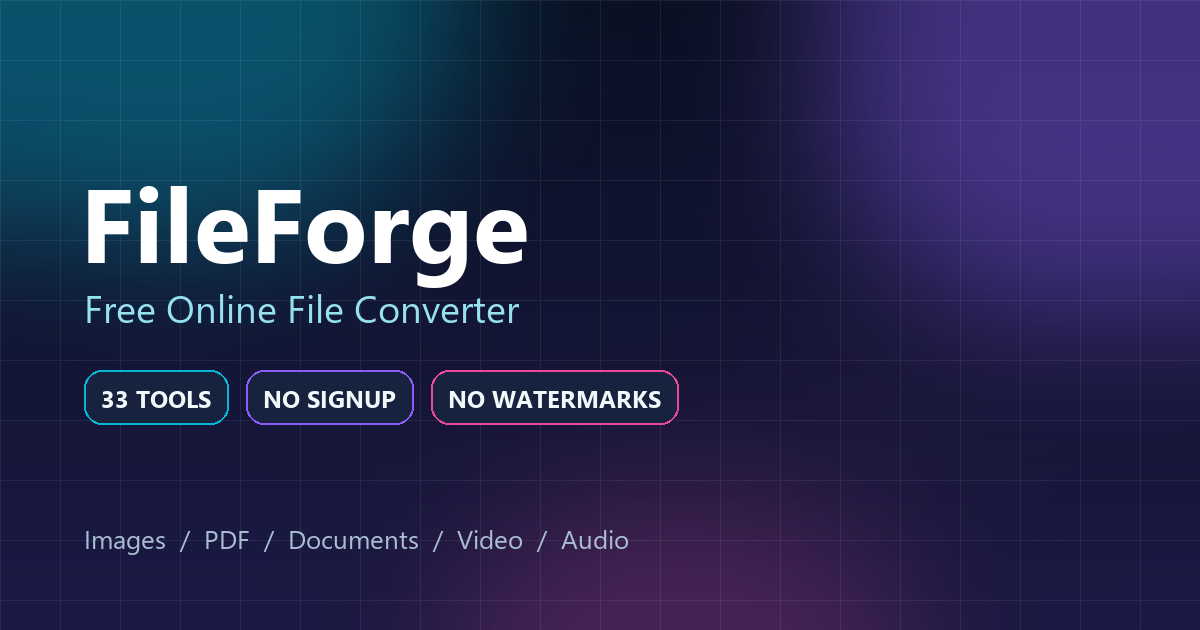 FileForge
Free Online File Converter
33 TOOLS NO SIGNUP NO WATERMARKS
Images / PDF / Documents / Video / Audio